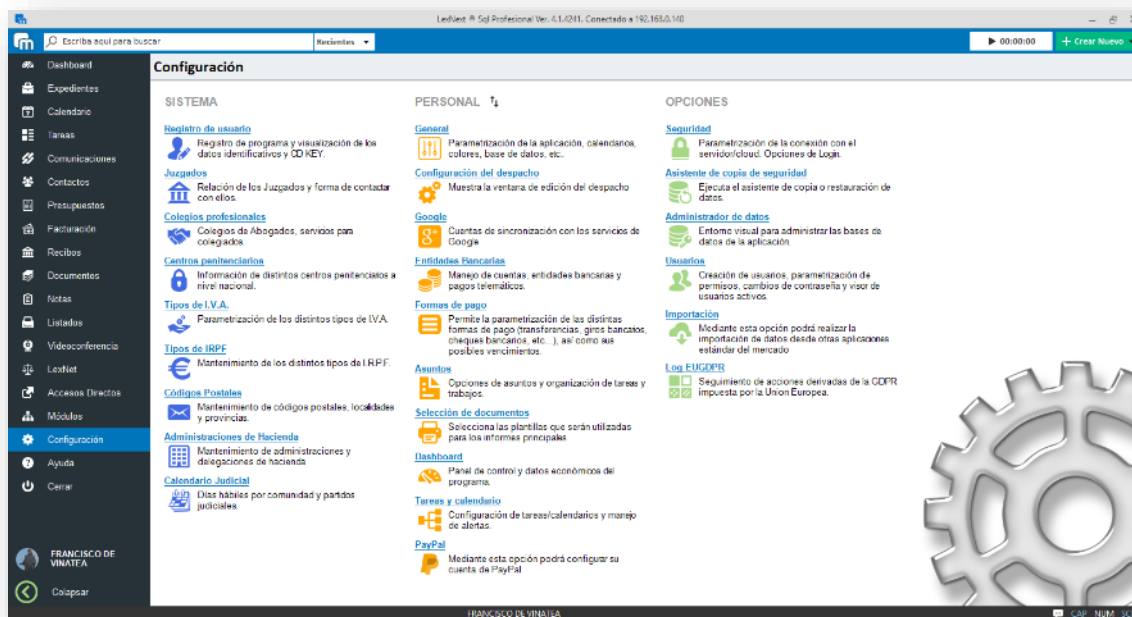 LexNext ® Sql Profesional Ver. 4.1.4241. Conectado a 192.163.0.140
Escriba aquí para buscar
Recientes
00:00:00
+ Crear Nuevo
Dashboard
Expedientes
Calendario
Tareas
Comunicaciones
Contactos
Presupuestos
Facturación
Recibos
Documentos
Notas
Listados
Videoconferencia
LexNet
Accesos Directos
Módulos
Configuración
Ayuda
Cerrar
FRANCISCO DE
VINATEA
Colapsar
Configuración
SISTEMA
Registro de usuario
Registro de programa y visualización de los
datos identificativos y CD KEY.
Juzgados
Relación de los Juzgados y forma de contactar
con ellos.
Colegios profesionales
Colegios de Abogados, servicios para
colegiados.
Centros penitenciarios
Información de distintos centros penitenciarios a
nivel nacional.
Tipos de I.V.A.
Parametrización de los distintos tipos de I.V.A.
Tipos de IRPF
Mantenimiento de los distintos tipos de I.R.P.F.
Códigos Postales
Mantenimiento de códigos postales, localidades
y provincias.
Administraciones de Hacienda
Mantenimiento de administraciones y
delegaciones de hacienda
Calendario Judicial
Días hábiles por comunidad y partidos
judiciales.
PERSONAL
General
Parametrización de la aplicación, calendarios,
colores, base de datos, etc.
Configuración del despacho
Muestra la ventana de edición del despacho
Google
Cuentas de sincronización con los servicios de
Google
Entidades Bancarias
Manejo de cuentas, entidades bancarias y
pagos telemáticos.
Formas de pago
Permite la parametrización de las distintas
formas de pago (transferencias, giros bancarios,
cheques bancarios, etc...), así como sus
posibles vencimientos.
Asuntos
Opciones de asuntos y organización de tareas y
trabajos.
Selección de documentos
Selecciona las plantillas que serán utilizadas
para los informes principales
Dashboard
Panel de control y datos económicos del
programa.
Tareas y calendario
Configuración de tareas/calendarios y manejo
de alertas.
PayPal
Mediante esta opción podrá configurar su
cuenta de PayPal
OPCIONES
Seguridad
Parametrización de la conexión con el
servidor/cloud. Opciones de Login.
Asistente de copia de seguridad
Ejecuta el asistente de copia o restauración de
datos.
Administrador de datos
Entorno visual para administrar las bases de
datos de la aplicación
Usuarios
Creación de usuarios, parametrización de
permisos, cambios de contraseña y visor de
usuarios activos.
Importación
Mediante esta opción podrá realizar la
importación de datos desde otras aplicaciones
estándar del mercado
Log EUGDPR
Seguimiento de acciones derivadas de la GDPR
impuesta por la Union Europea.
FRANCISCO DE VINATEA
CAP NUM